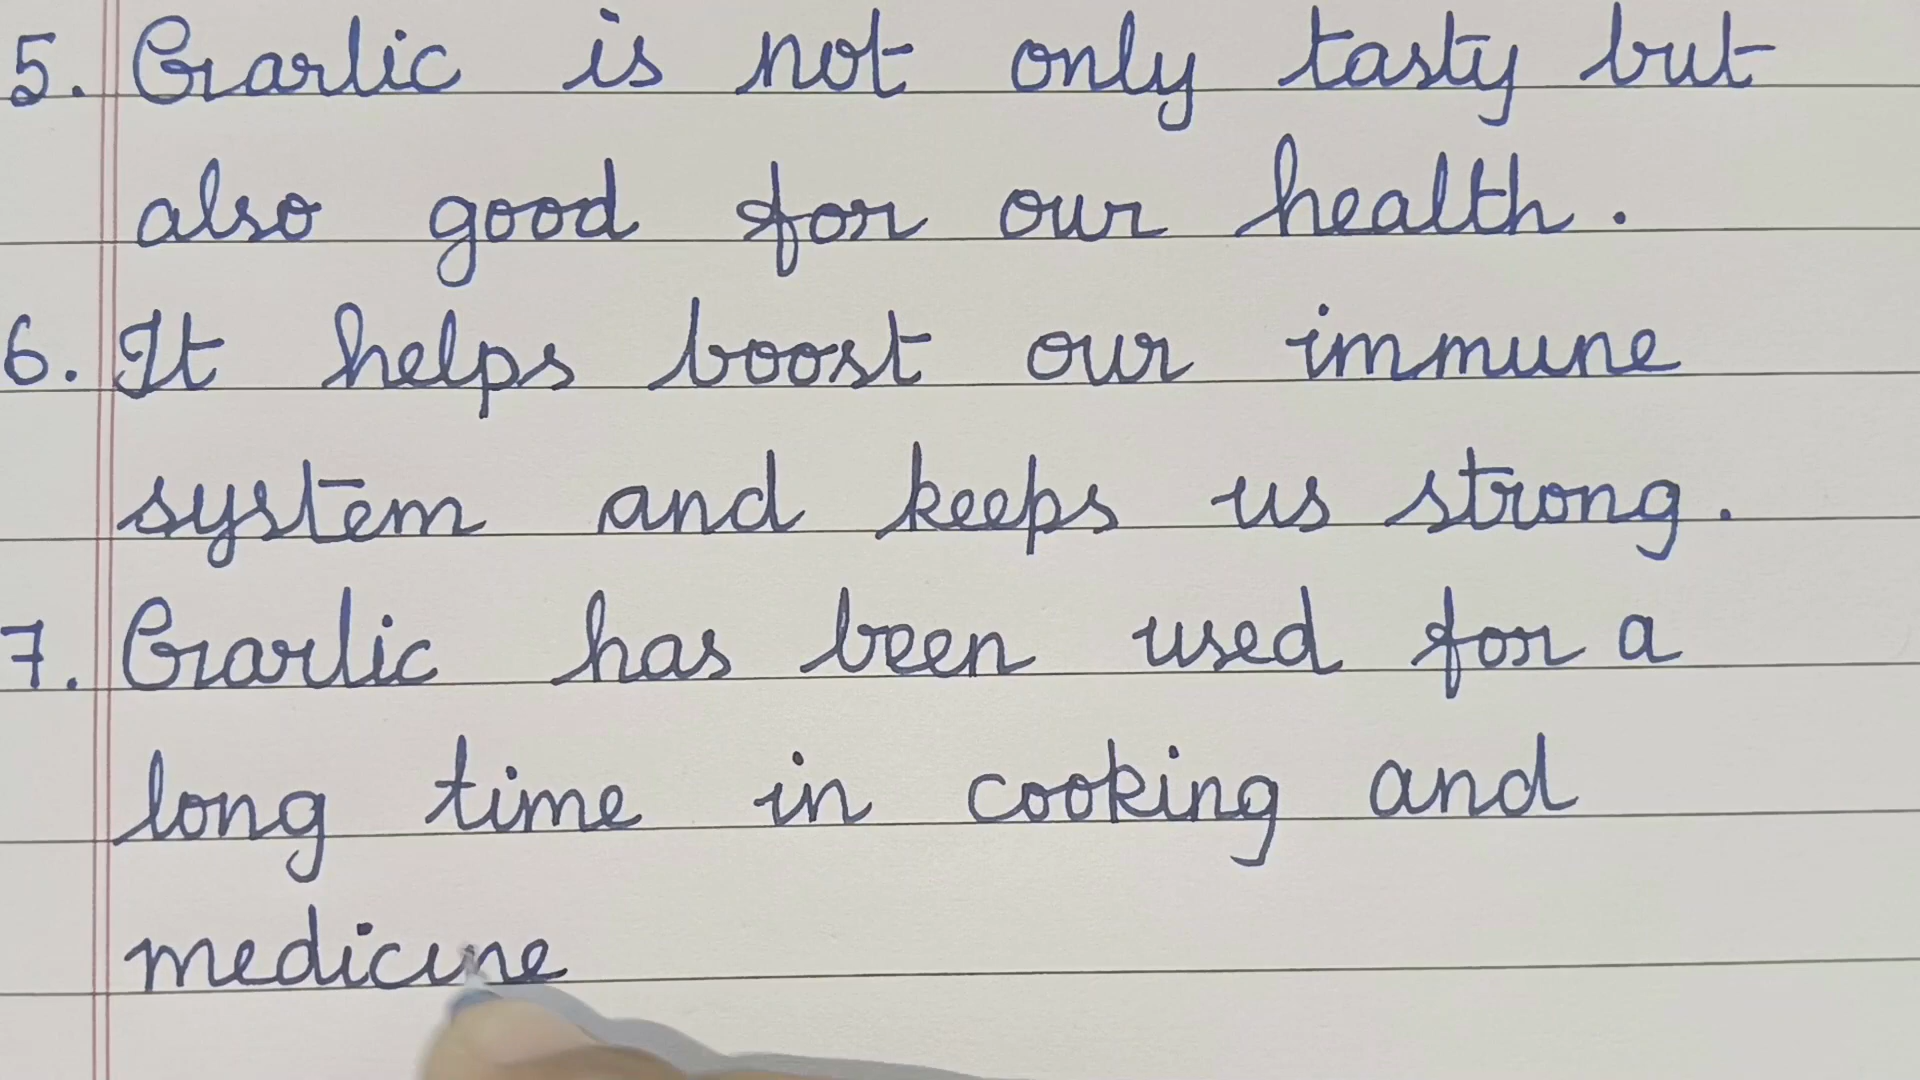 5. Garlic is not only tasty but
also good for our health.
6. It helps boost our immune
system and keeps us strong.
7. Garlic has been used for a
long time in cooking and
medicine